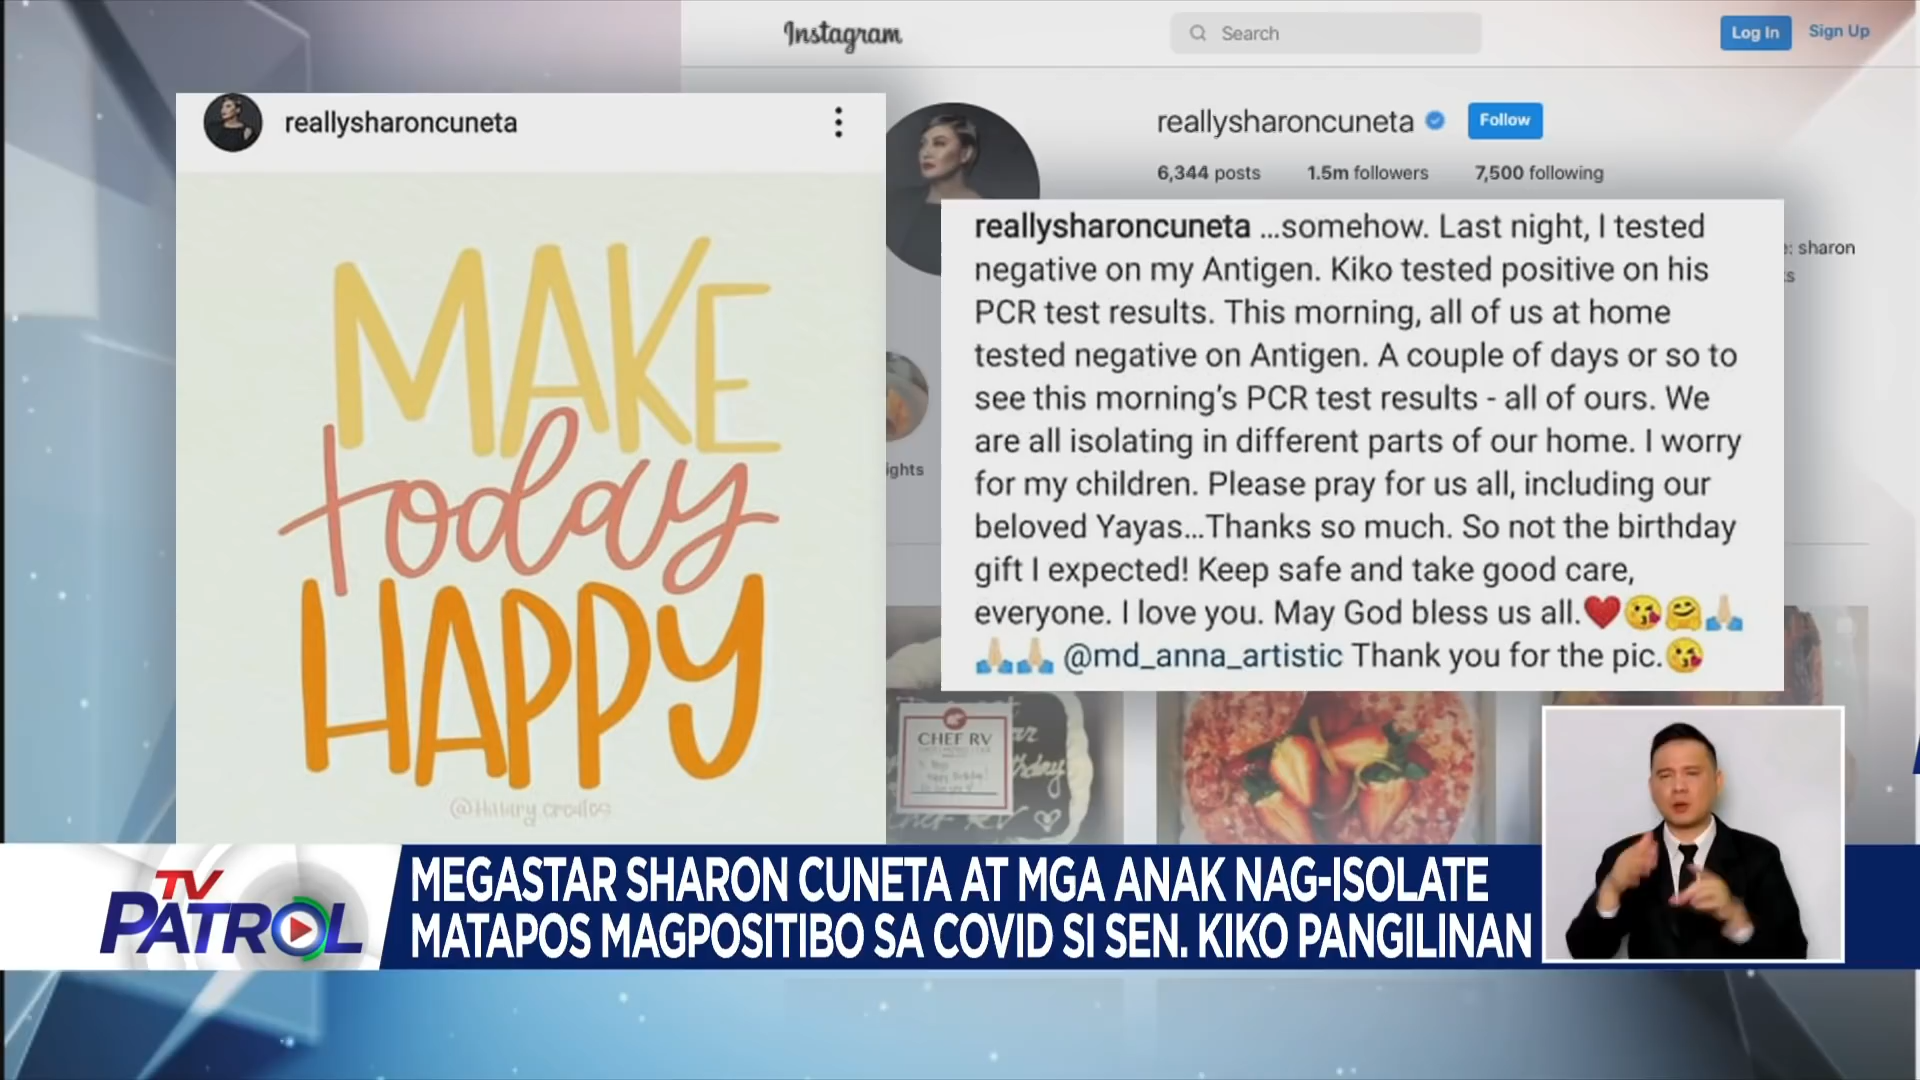 Instagram
Search
Log In
Sign Up
reallysharoncuneta
MAKE
today
HAPPY
reallysharoncuneta
Follow
6,344 posts
1.5m followers
7,500 following
: sharon
ights
reallysharoncuneta ...somehow. Last night, I tested
negative on my Antigen. Kiko tested positive on his
PCR test results. This morning, all of us at home
tested negative on Antigen. A couple of days or so to
see this morning's PCR test results - all of ours. We
are all isolating in different parts of our home. I worry
for my children. Please pray for us all, including our
beloved Yayas...Thanks so much. So not the birthday
gift I expected! Keep safe and take good care,
everyone. I love you. May God bless us all.❤️😘🤗🙏🏼
🙏🏼🙏🏼 @md_anna_artistic Thank you for the pic.😘
CHEF RV
TV
PATROL
MEGASTAR SHARON CUNETA AT MGA ANAK NAG-ISOLATE
MATAPOS MAGPOSITIBO SA COVID SI SEN. KIKO PANGILINAN